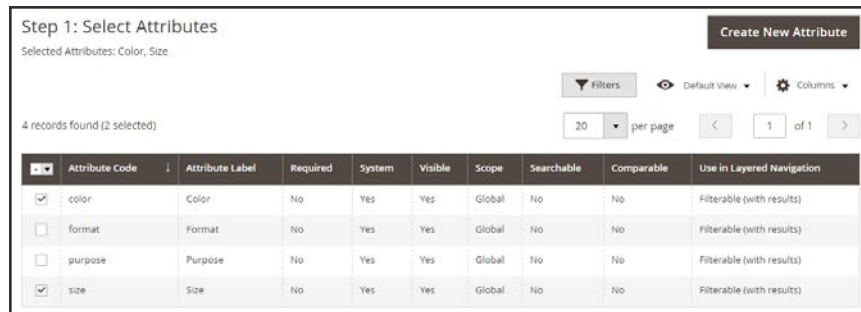 Step 1: Select Attributes
Create New Attribute
Selected Attributes: Color, Size
Filters Default View Columns
4 records found (2 selected) 20 per page 1 of 1
Attribute Code Attribute Label Required System Visible Scope Searchable Comparable Use in Layered Navigation
color Color No Yes Yes Global No No Filterable (with results)
format Format No Yes Yes Global No No Filterable (with results)
purpose Purpose No Yes Yes Global No No Filterable (with results)
size Size No Yes Yes Global No No Filterable (with results)